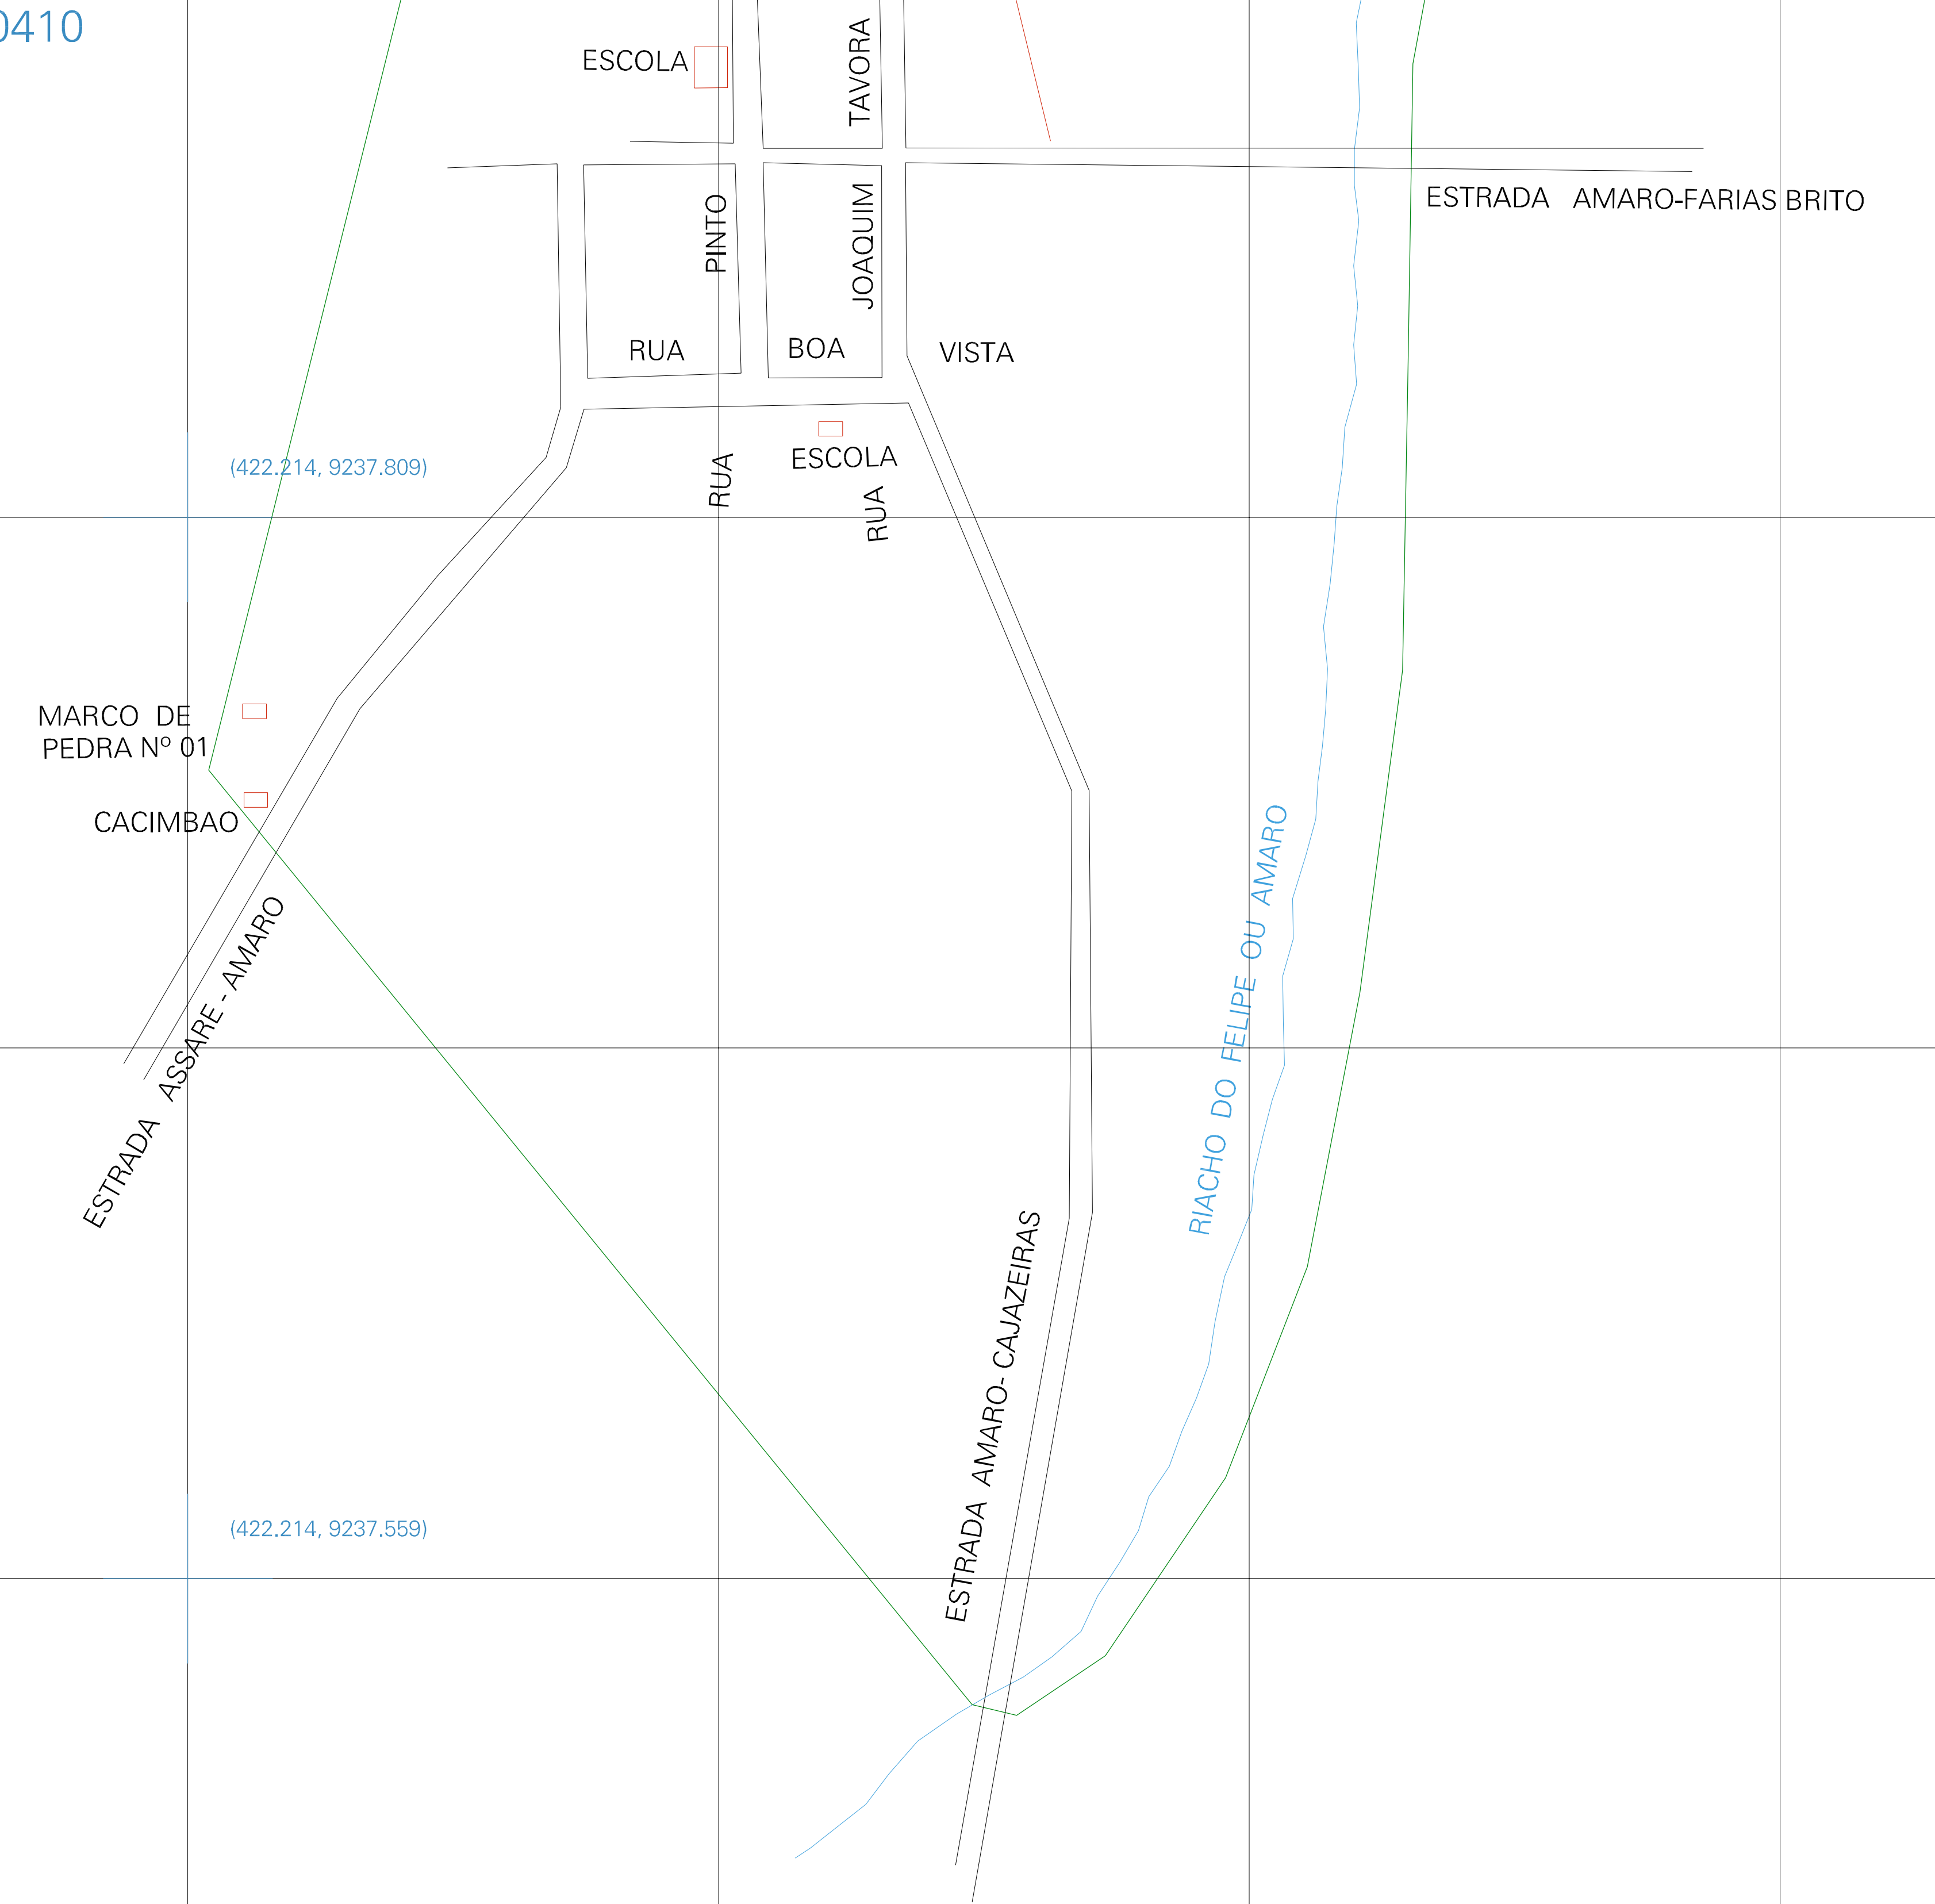 0410
ESCOLA
TAVORA
ESTRADA AMARO-FARIAS BRITO
PINTO
JOAQUIM
RUA BOA VISTA
(422.214, 9237.809)
RUA
ESCOLA
RUA
MARCO DE
PEDRA Nº 01
CACIMBAO
ESTRADA ASSARE - AMARO
RIACHO DO FELIPE OU AMARO
ESTRADA AMARO- CAJAZEIRAS
(422.214, 9237.559)